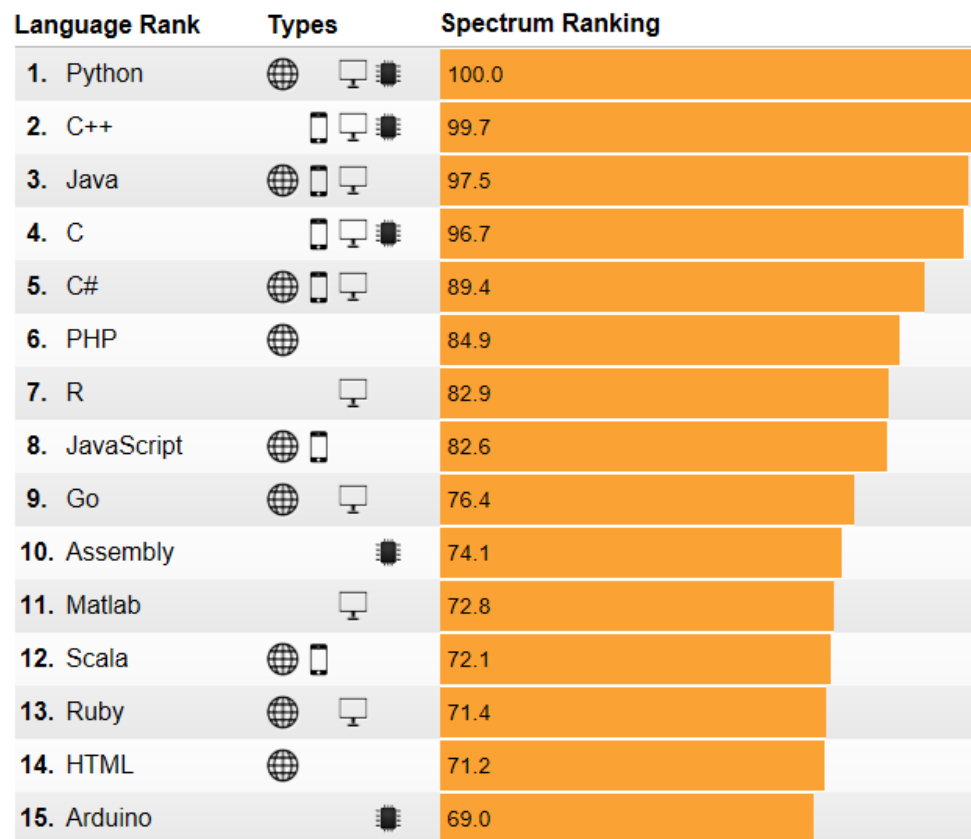 Language Rank Types Spectrum Ranking
1. Python 100.0
2. C++ 99.7
3. Java 97.5
4. C 96.7
5. C# 89.4
6. PHP 84.9
7. R 82.9
8. JavaScript 82.6
9. Go 76.4
10. Assembly 74.1
11. Matlab 72.8
12. Scala 72.1
13. Ruby 71.4
14. HTML 71.2
15. Arduino 69.0